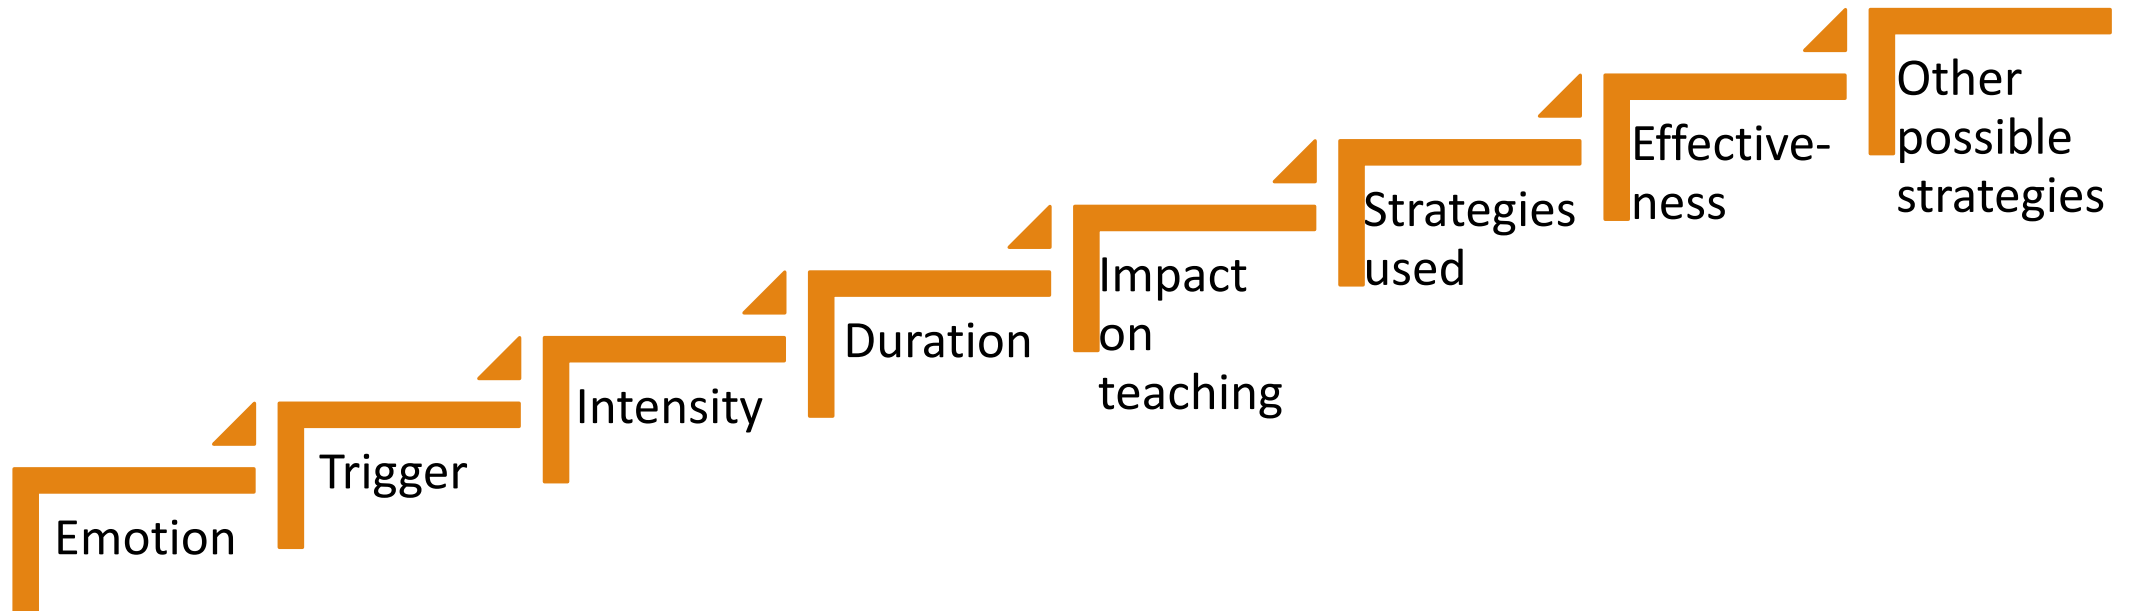 Emotion
Trigger
Intensity
Duration
Impact
on
teaching
Strategies
used
Effective-
ness
Other
possible
strategies